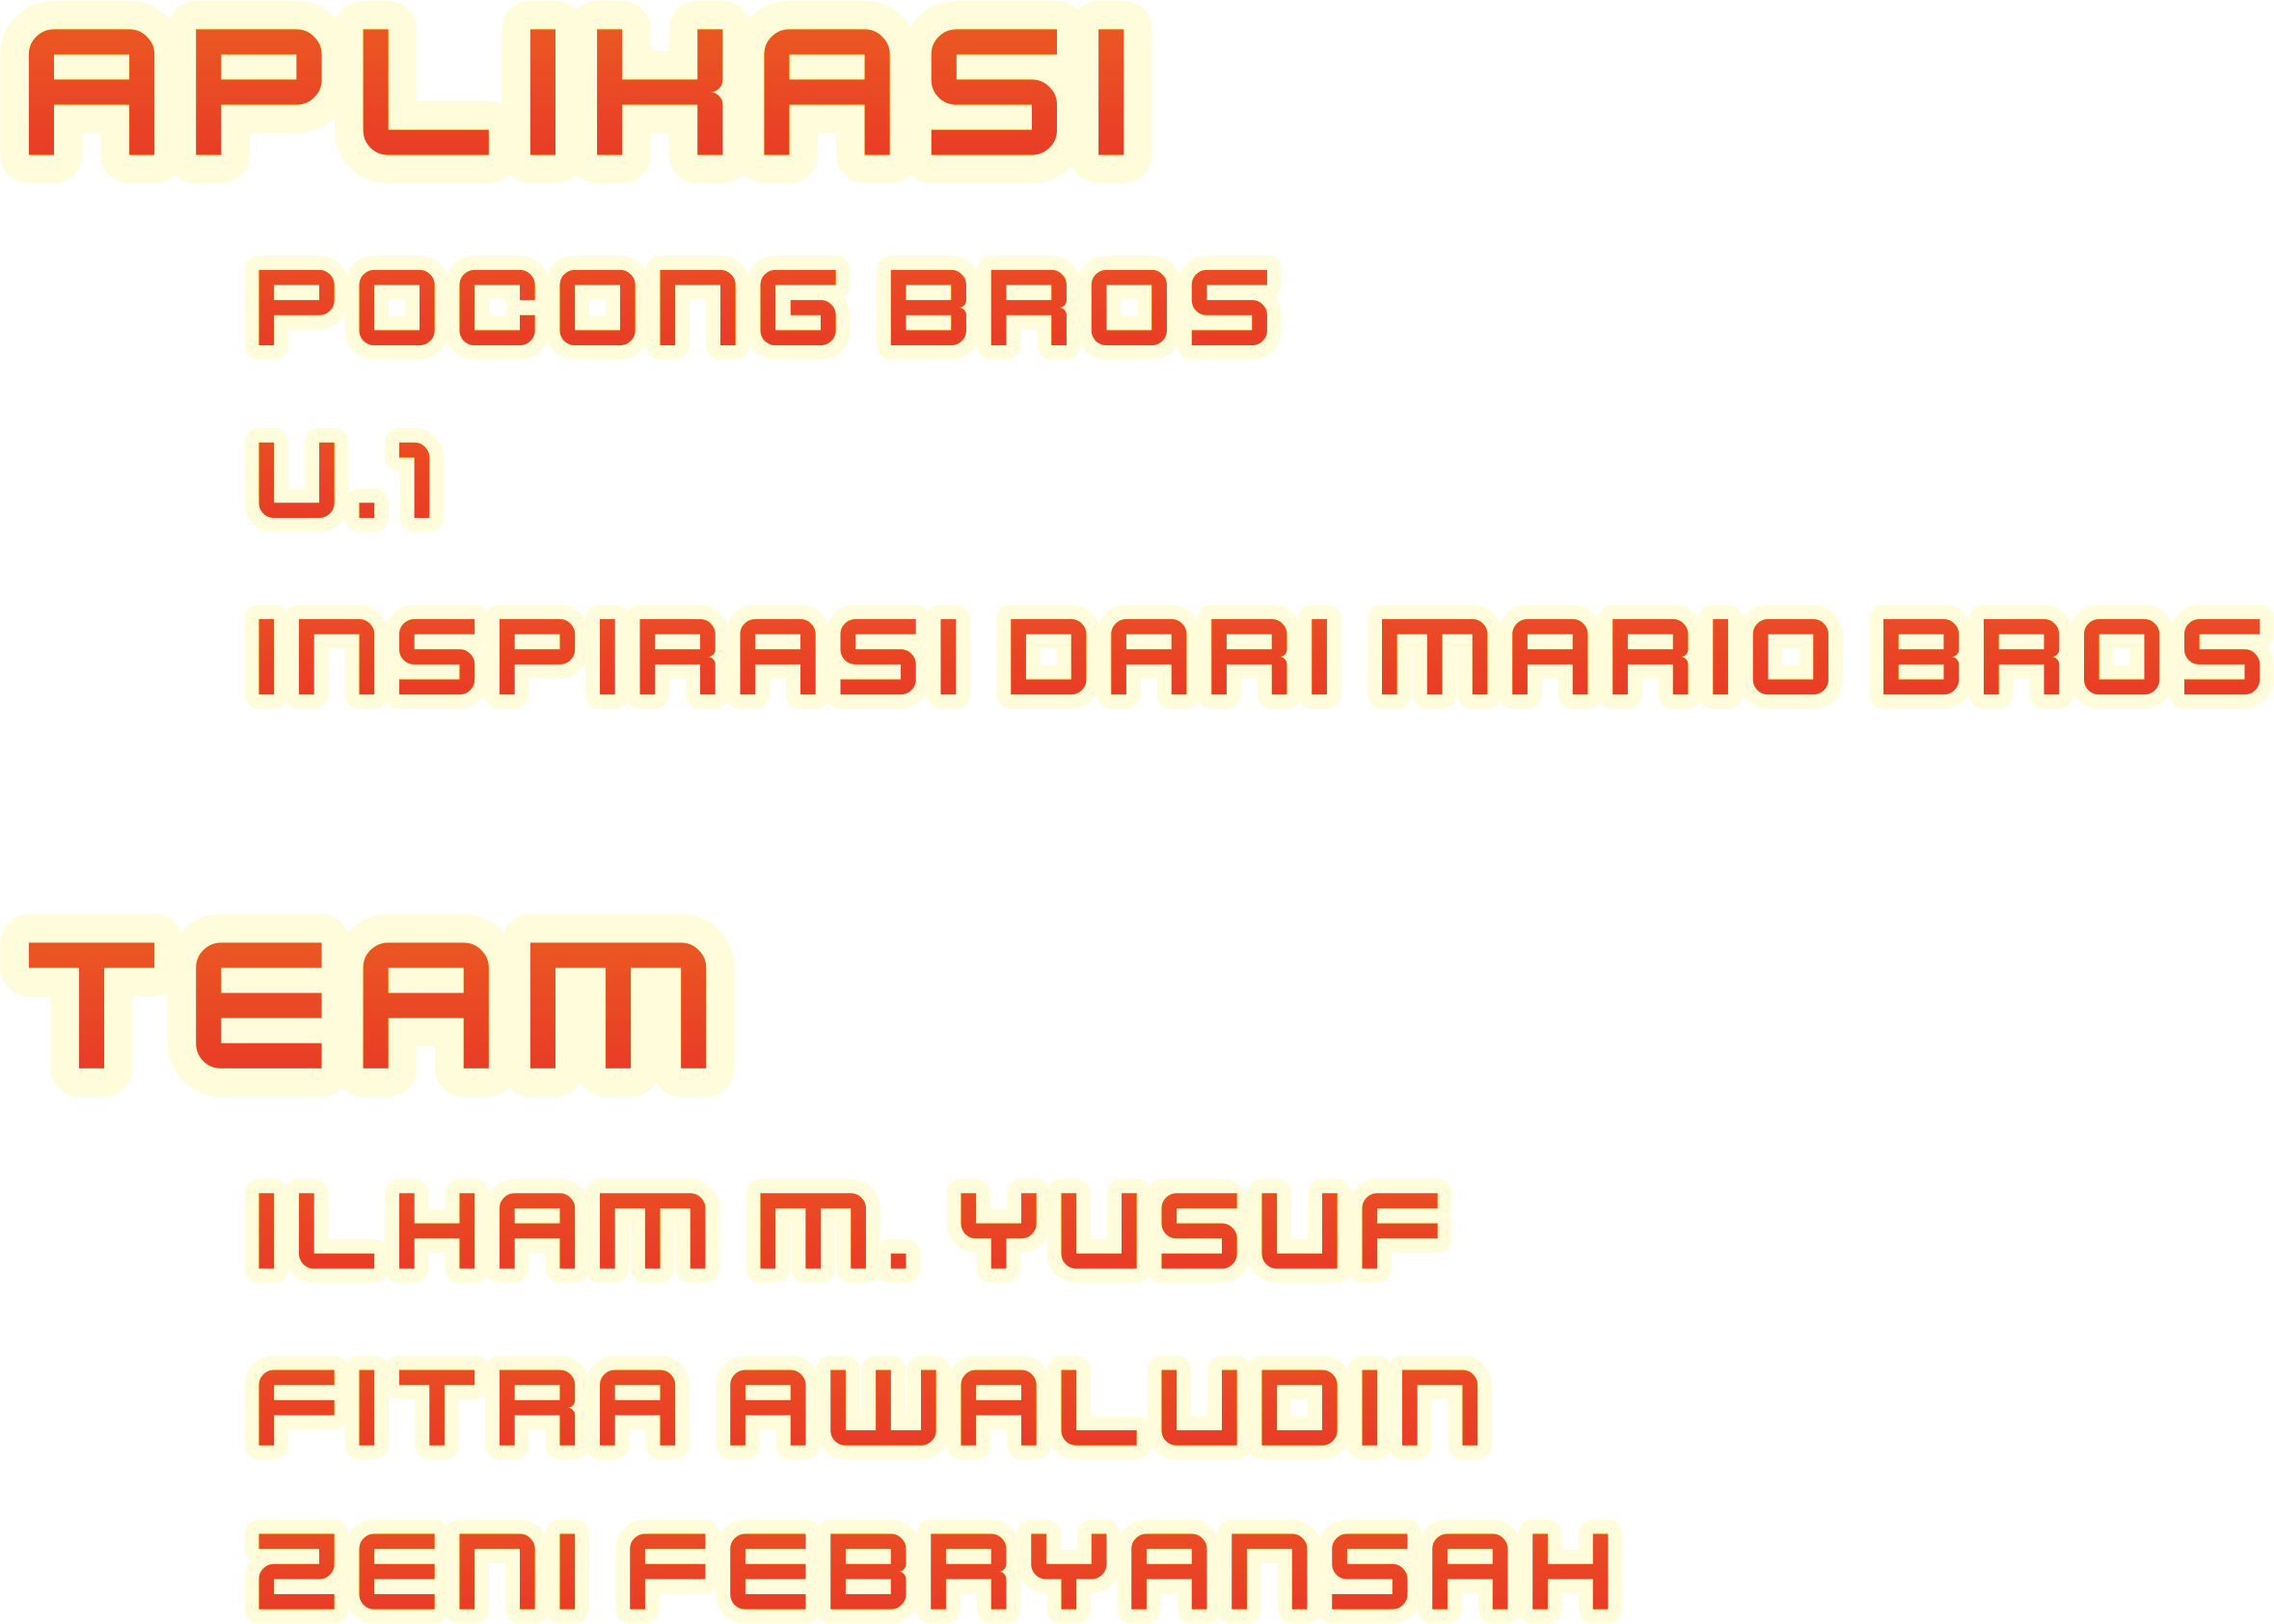 APLIKASI
POCONG BROS
V.1
INSPIRASI DARI MARIO BROS
TEAM
ILHAM M. YUSUF
FITRA AWALUDIN
ZENI FEBRYANSAH